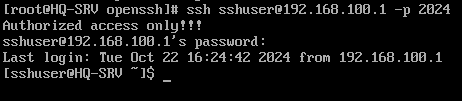 [root@HQ-SRV openssh]# ssh sshuser@192.168.100.1 -p 2024
Authorized access only!!!
sshuser@192.168.100.1's password:
Last login: Tue Oct 22 16:24:42 2024 from 192.168.100.1
[sshuser@HQ-SRV ~]$ _